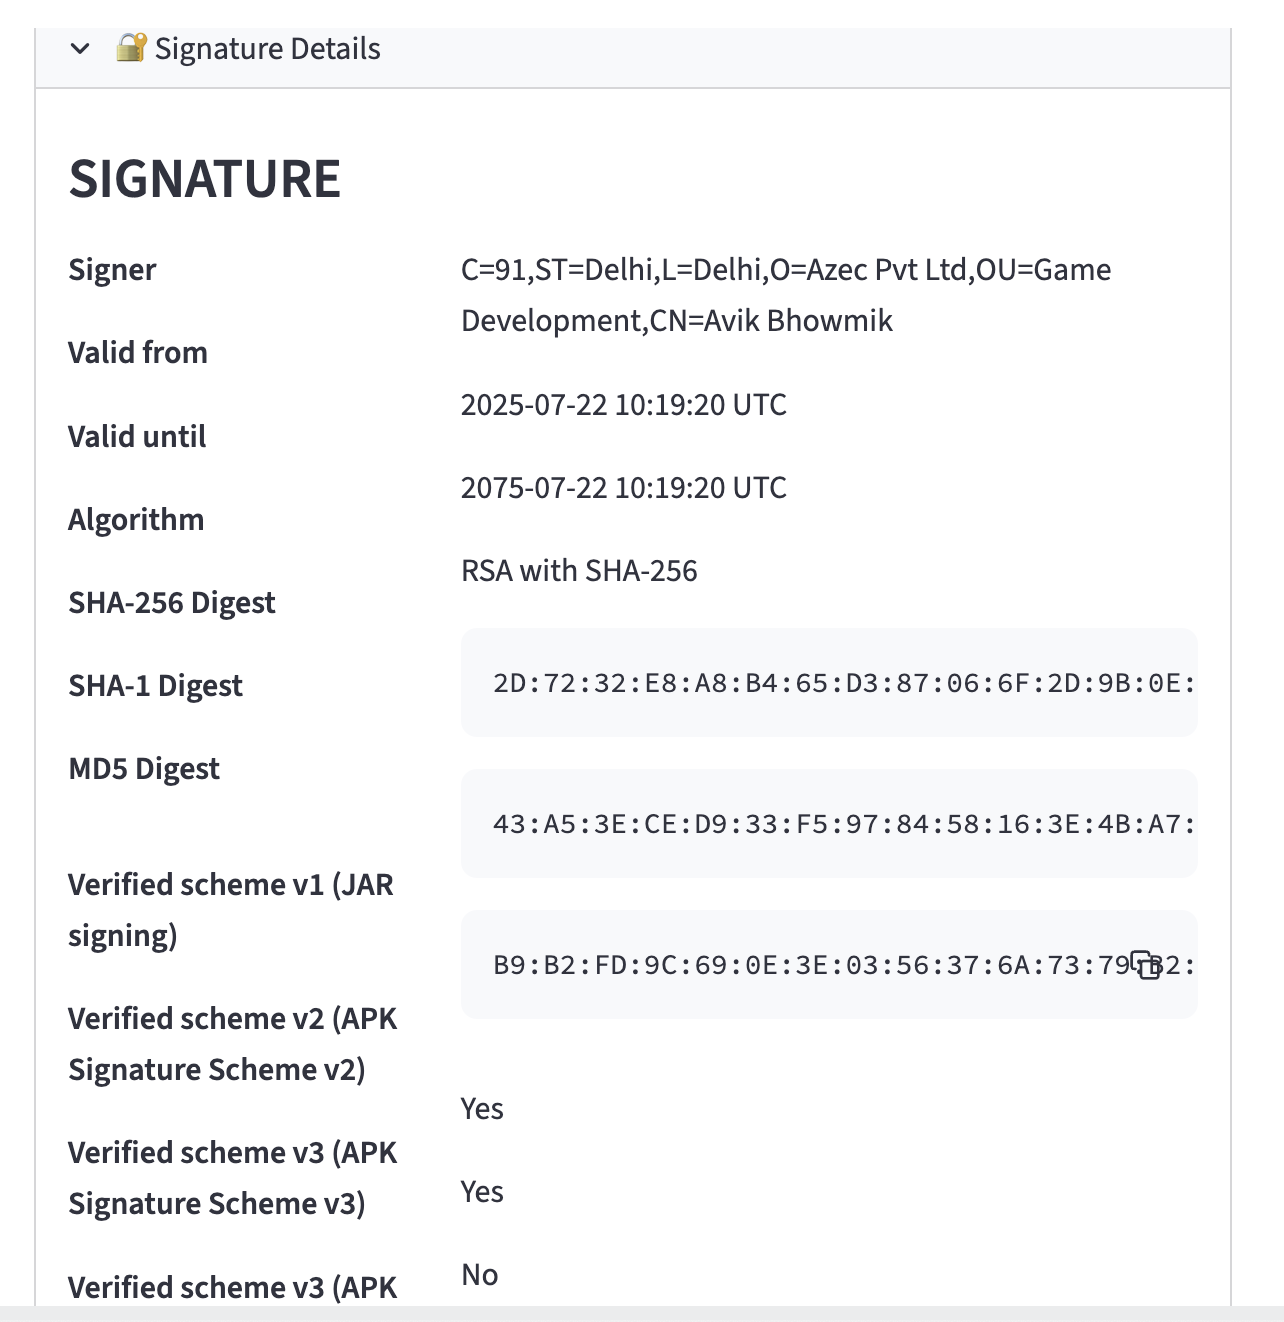 Signature Details
SIGNATURE
Signer
C=91,ST=Delhi,L=Delhi,O=Azec Pvt Ltd,OU=Game
Development,CN=Avik Bhowmik
Valid from
2025-07-22 10:19:20 UTC
Valid until
2075-07-22 10:19:20 UTC
Algorithm
RSA with SHA-256
SHA-256 Digest
2D:72:32:E8:A8:B4:65:D3:87:06:6F:2D:9B:0E:
SHA-1 Digest
43:A5:3E:CE:D9:33:F5:97:84:58:16:3E:4B:A7:
MD5 Digest
B9:B2:FD:9C:69:0E:3E:03:56:37:6A:73:79:B2:
Verified scheme v1 (JAR
signing)
Yes
Verified scheme v2 (APK
Signature Scheme v2)
Yes
Verified scheme v3 (APK
Signature Scheme v3)
No
Verified scheme v3 (APK